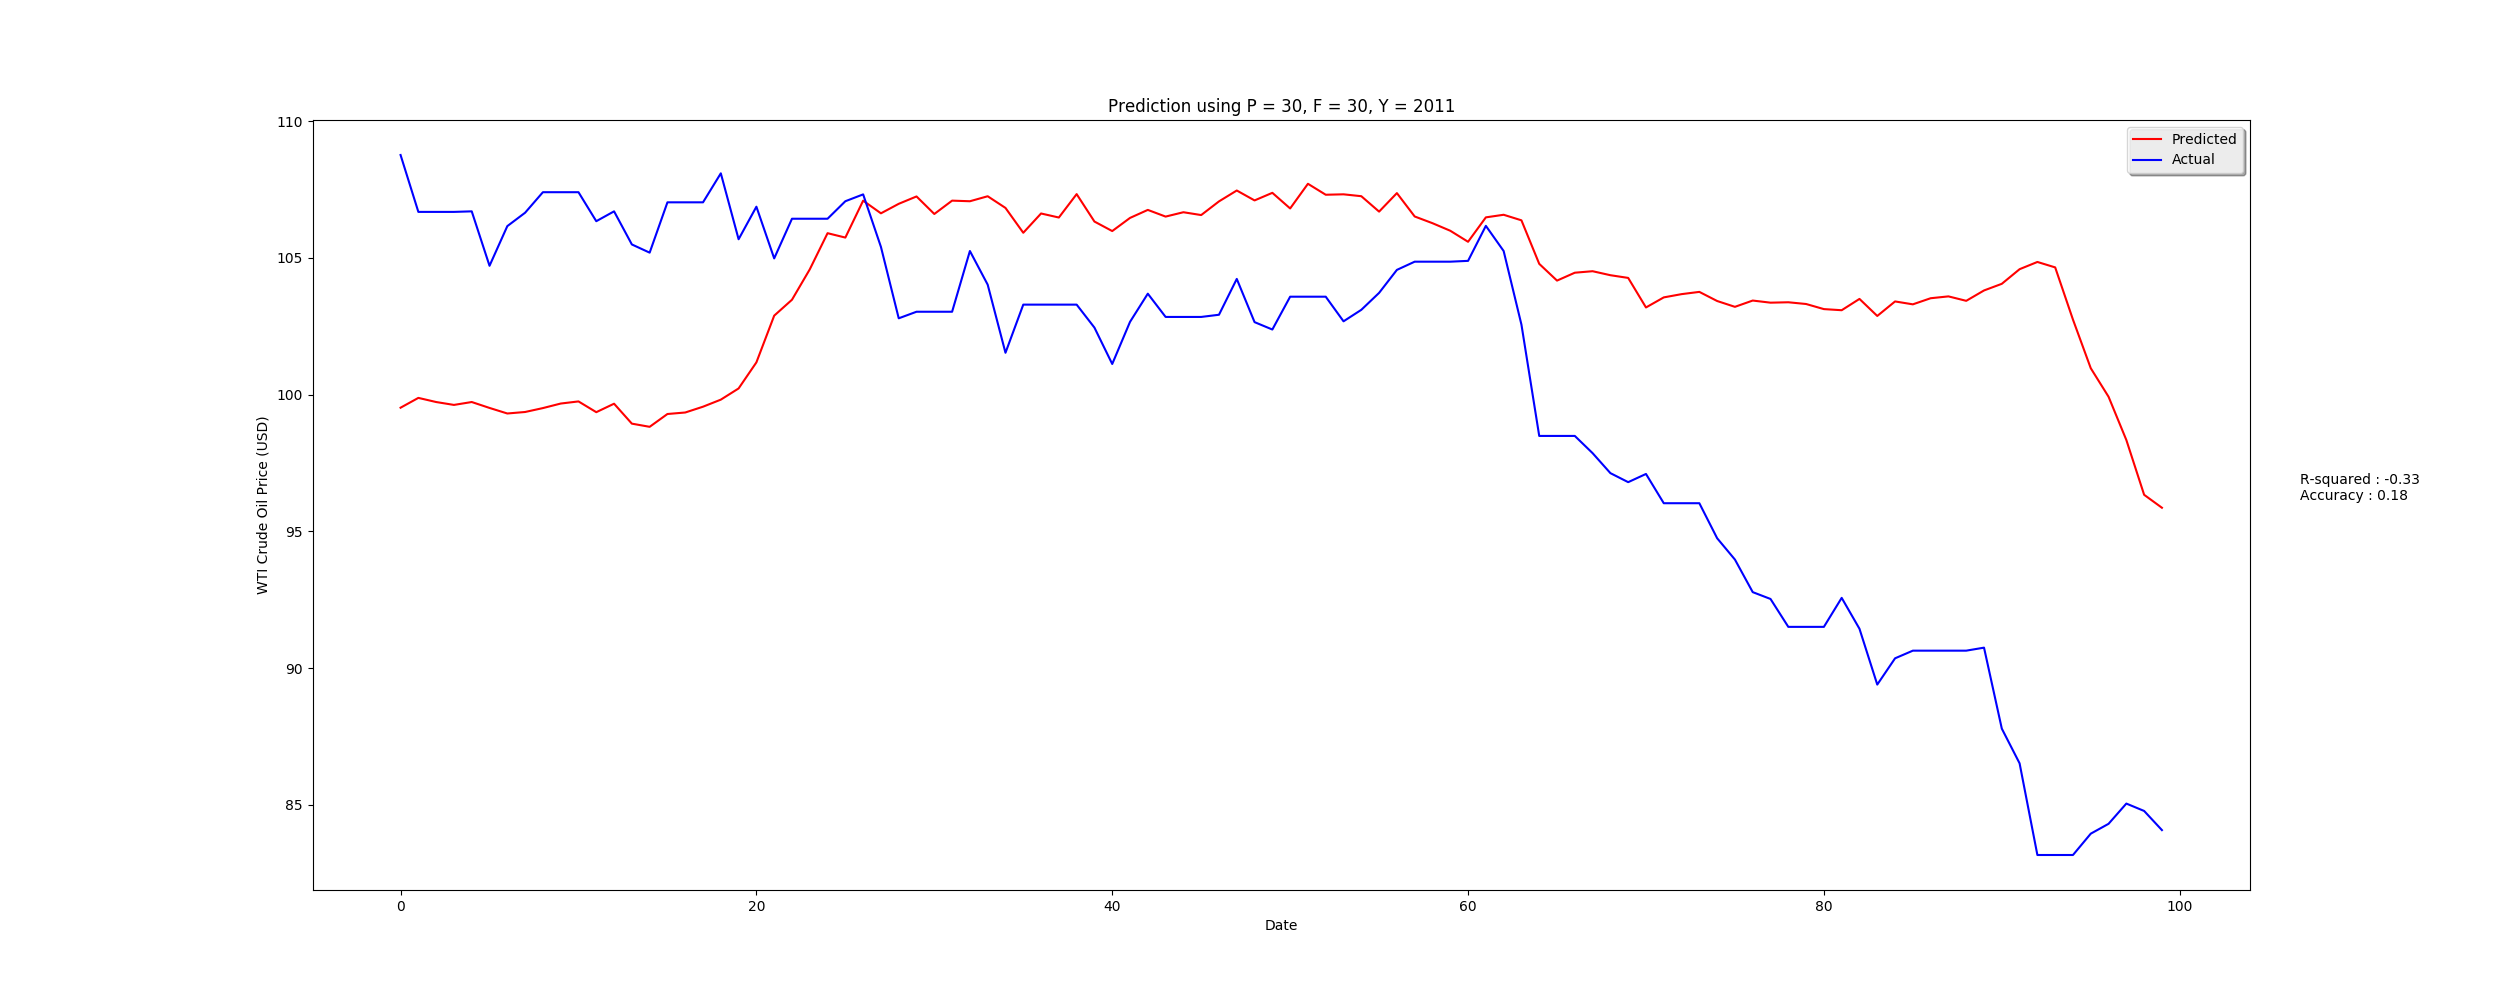 Prediction using P = 30, F = 30, Y = 2011
110
105
100
95
90
85
WTI Crude Oil Price (USD)
Predicted
Actual
R-squared : -0.33
Accuracy : 0.18
0 20 40 60 80 100
Date